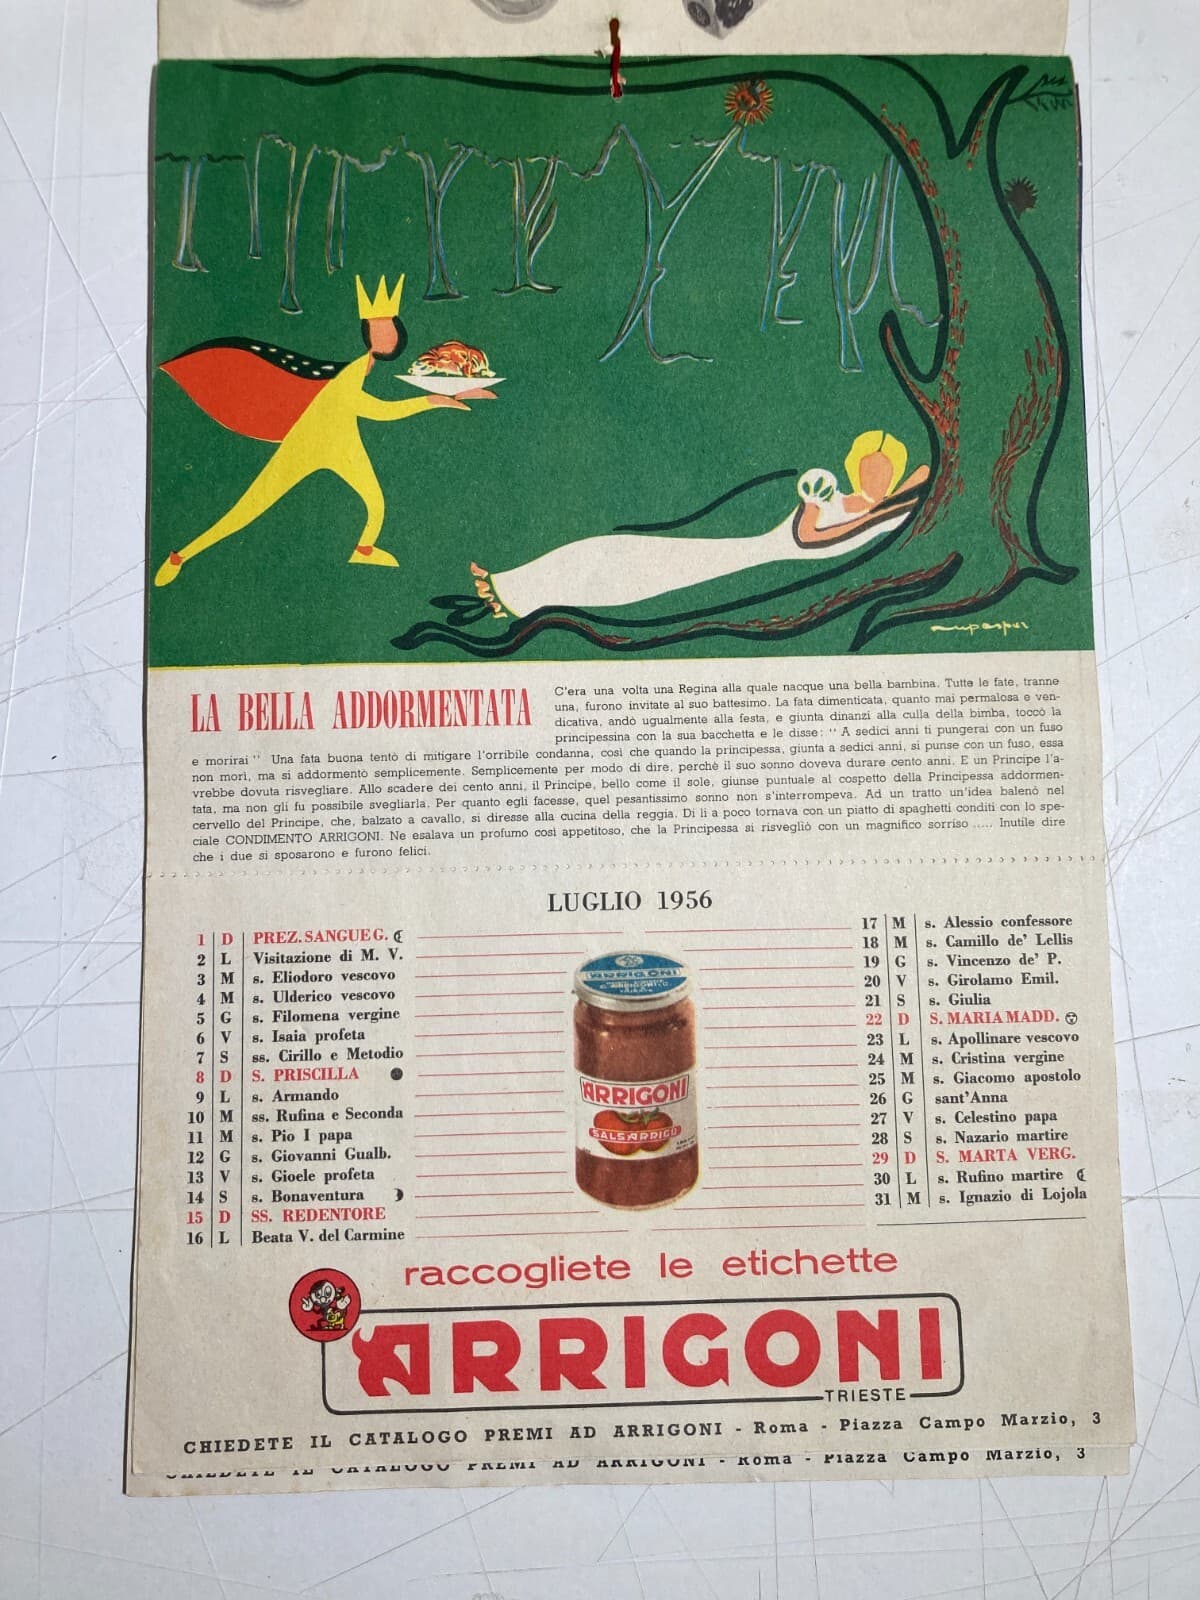 LA BELLA ADDORMENTATA
C'era una volta una Regina alla quale nacque una bella bambina. Tutte le fate, tranne
una, furono invitate al suo battesimo. La fata dimenticata, quanto mai permalosa e ven-
dicativa, andò ugualmente alla festa, e giunta dinanzi alla culla della bimba, toccò la
principessina con la sua bacchetta e le disse: " A sedici anni ti pungerai con un fuso
e morirai " Una fata buona tentò di mitigare l'orribile condanna, così che quando la principessa, giunta a sedici anni, si punse con un fuso, essa
non morì, ma si addormentò semplicemente. Semplicemente per modo di dire, perchè il suo sonno doveva durare cento anni. E un Principe l'a-
vrebbe dovuta risvegliare. Allo scadere dei cento anni, il Principe, bello come il sole, giunse puntuale al cospetto della Principessa addormen-
tata, ma non gli fu possibile svegliarla. Per quanto egli facesse, quel pesantissimo sonno non s'interrompeva. Ad un tratto un'idea balenò nel
cervello del Principe, che, balzato a cavallo, si diresse alla cucina della reggia. Di li a poco tornava con un piatto di spaghetti conditi con lo spe-
ciale CONDIMENTO ARRIGONI. Ne esalava un profumo così appetitoso, che la Principessa si risvegliò con un magnifico sorriso ..... Inutile dire
che i due si sposarono e furono felici.
LUGLIO 1956
1 D PREZ. SANGUE G.
2 L Visitazione di M. V.
3 M s. Eliodoro vescovo
4 M s. Ulderico vescovo
5 G s. Filomena vergine
6 V s. Isaia profeta
7 S ss. Cirillo e Metodio
8 D S. PRISCILLA
9 L s. Armando
10 M ss. Rufina e Seconda
11 M s. Pio I papa
12 G s. Giovanni Gualb.
13 V s. Gioele profeta
14 S s. Bonaventura
15 D SS. REDENTORE
16 L Beata V. del Carmine
17 M s. Alessio confessore
18 M s. Camillo de' Lellis
19 G s. Vincenzo de' P.
20 V s. Girolamo Emil.
21 S s. Giulia
22 D S. MARIA MADD.
23 L s. Apollinare vescovo
24 M s. Cristina vergine
25 M s. Giacomo apostolo
26 G sant'Anna
27 V s. Celestino papa
28 S s. Nazario martire
29 D S. MARTA VERG.
30 L s. Rufino martire
31 M s. Ignazio di Lojola
ARRIGONI
ARRIGONI
SALSARRIGO
raccogliete le etichette
ARRIGONI
TRIESTE
CHIEDETE IL CATALOGO PREMI AD ARRIGONI - Roma - Piazza Campo Marzio, 3
CHIEDETE IL CATALOGO PREMI AD ARRIGONI - Roma - Piazza Campo Marzio, 3